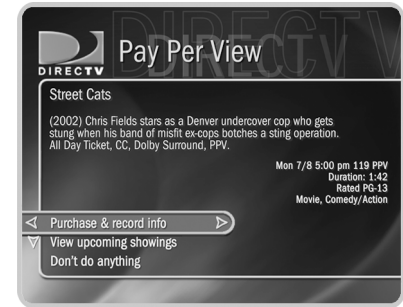 DIRECTV
Pay Per View
DIRECTV
Street Cats
(2002) Chris Fields stars as a Denver undercover cop who gets
stung when his band of misfit ex-cops botches a sting operation.
All Day Ticket, CC, Dolby Surround, PPV.
Mon 7/8 5:00 pm 119 PPV
Duration: 1:42
Rated PG-13
Movie, Comedy/Action
Purchase & record info
View upcoming showings
Don't do anything